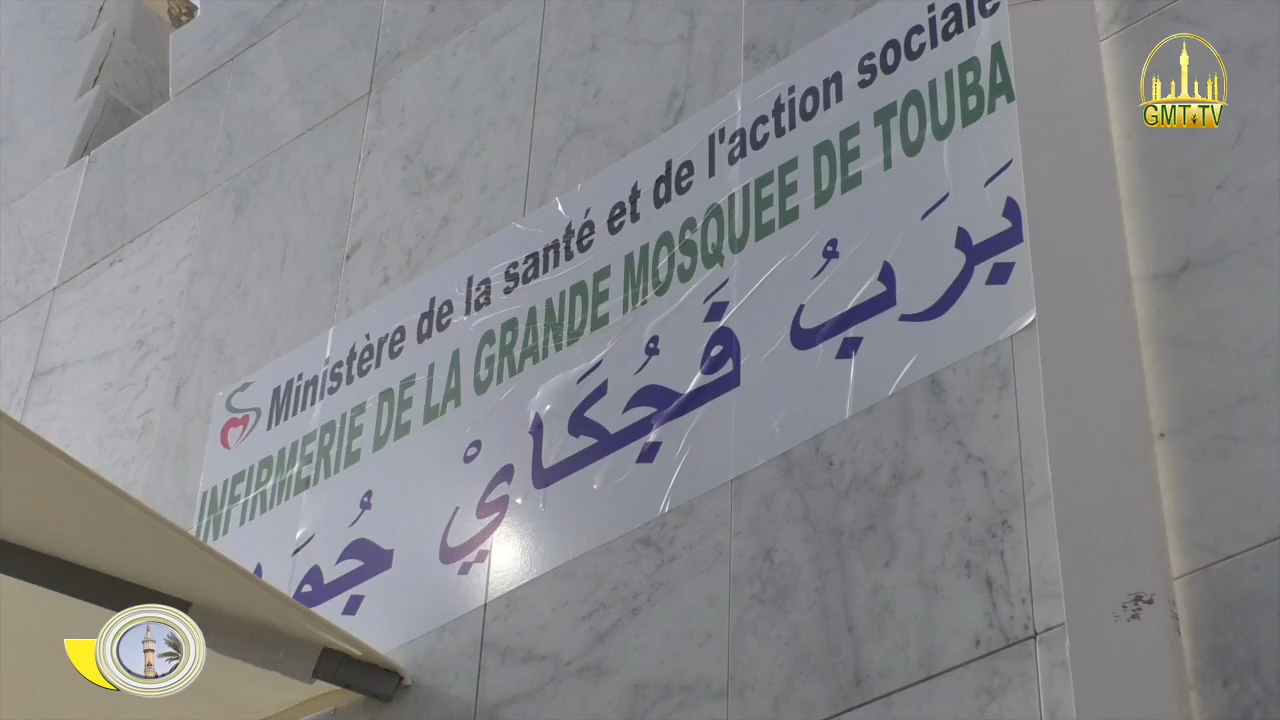 Ministère de la santé et de l'action sociale
INFIRMERIE DE LA GRANDE MOSQUEE DE TOUBA
بَرَبُ فَجُكَايْ
GMT TV